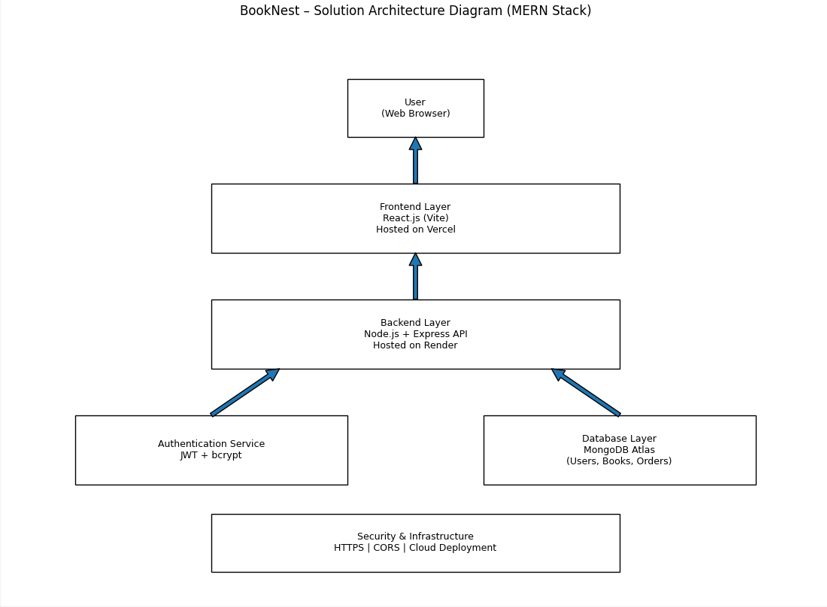 BookNest – Solution Architecture Diagram (MERN Stack)
User
(Web Browser)
Frontend Layer
React.js (Vite)
Hosted on Vercel
Backend Layer
Node.js + Express API
Hosted on Render
Authentication Service
JWT + bcrypt
Database Layer
MongoDB Atlas
(Users, Books, Orders)
Security & Infrastructure
HTTPS | CORS | Cloud Deployment